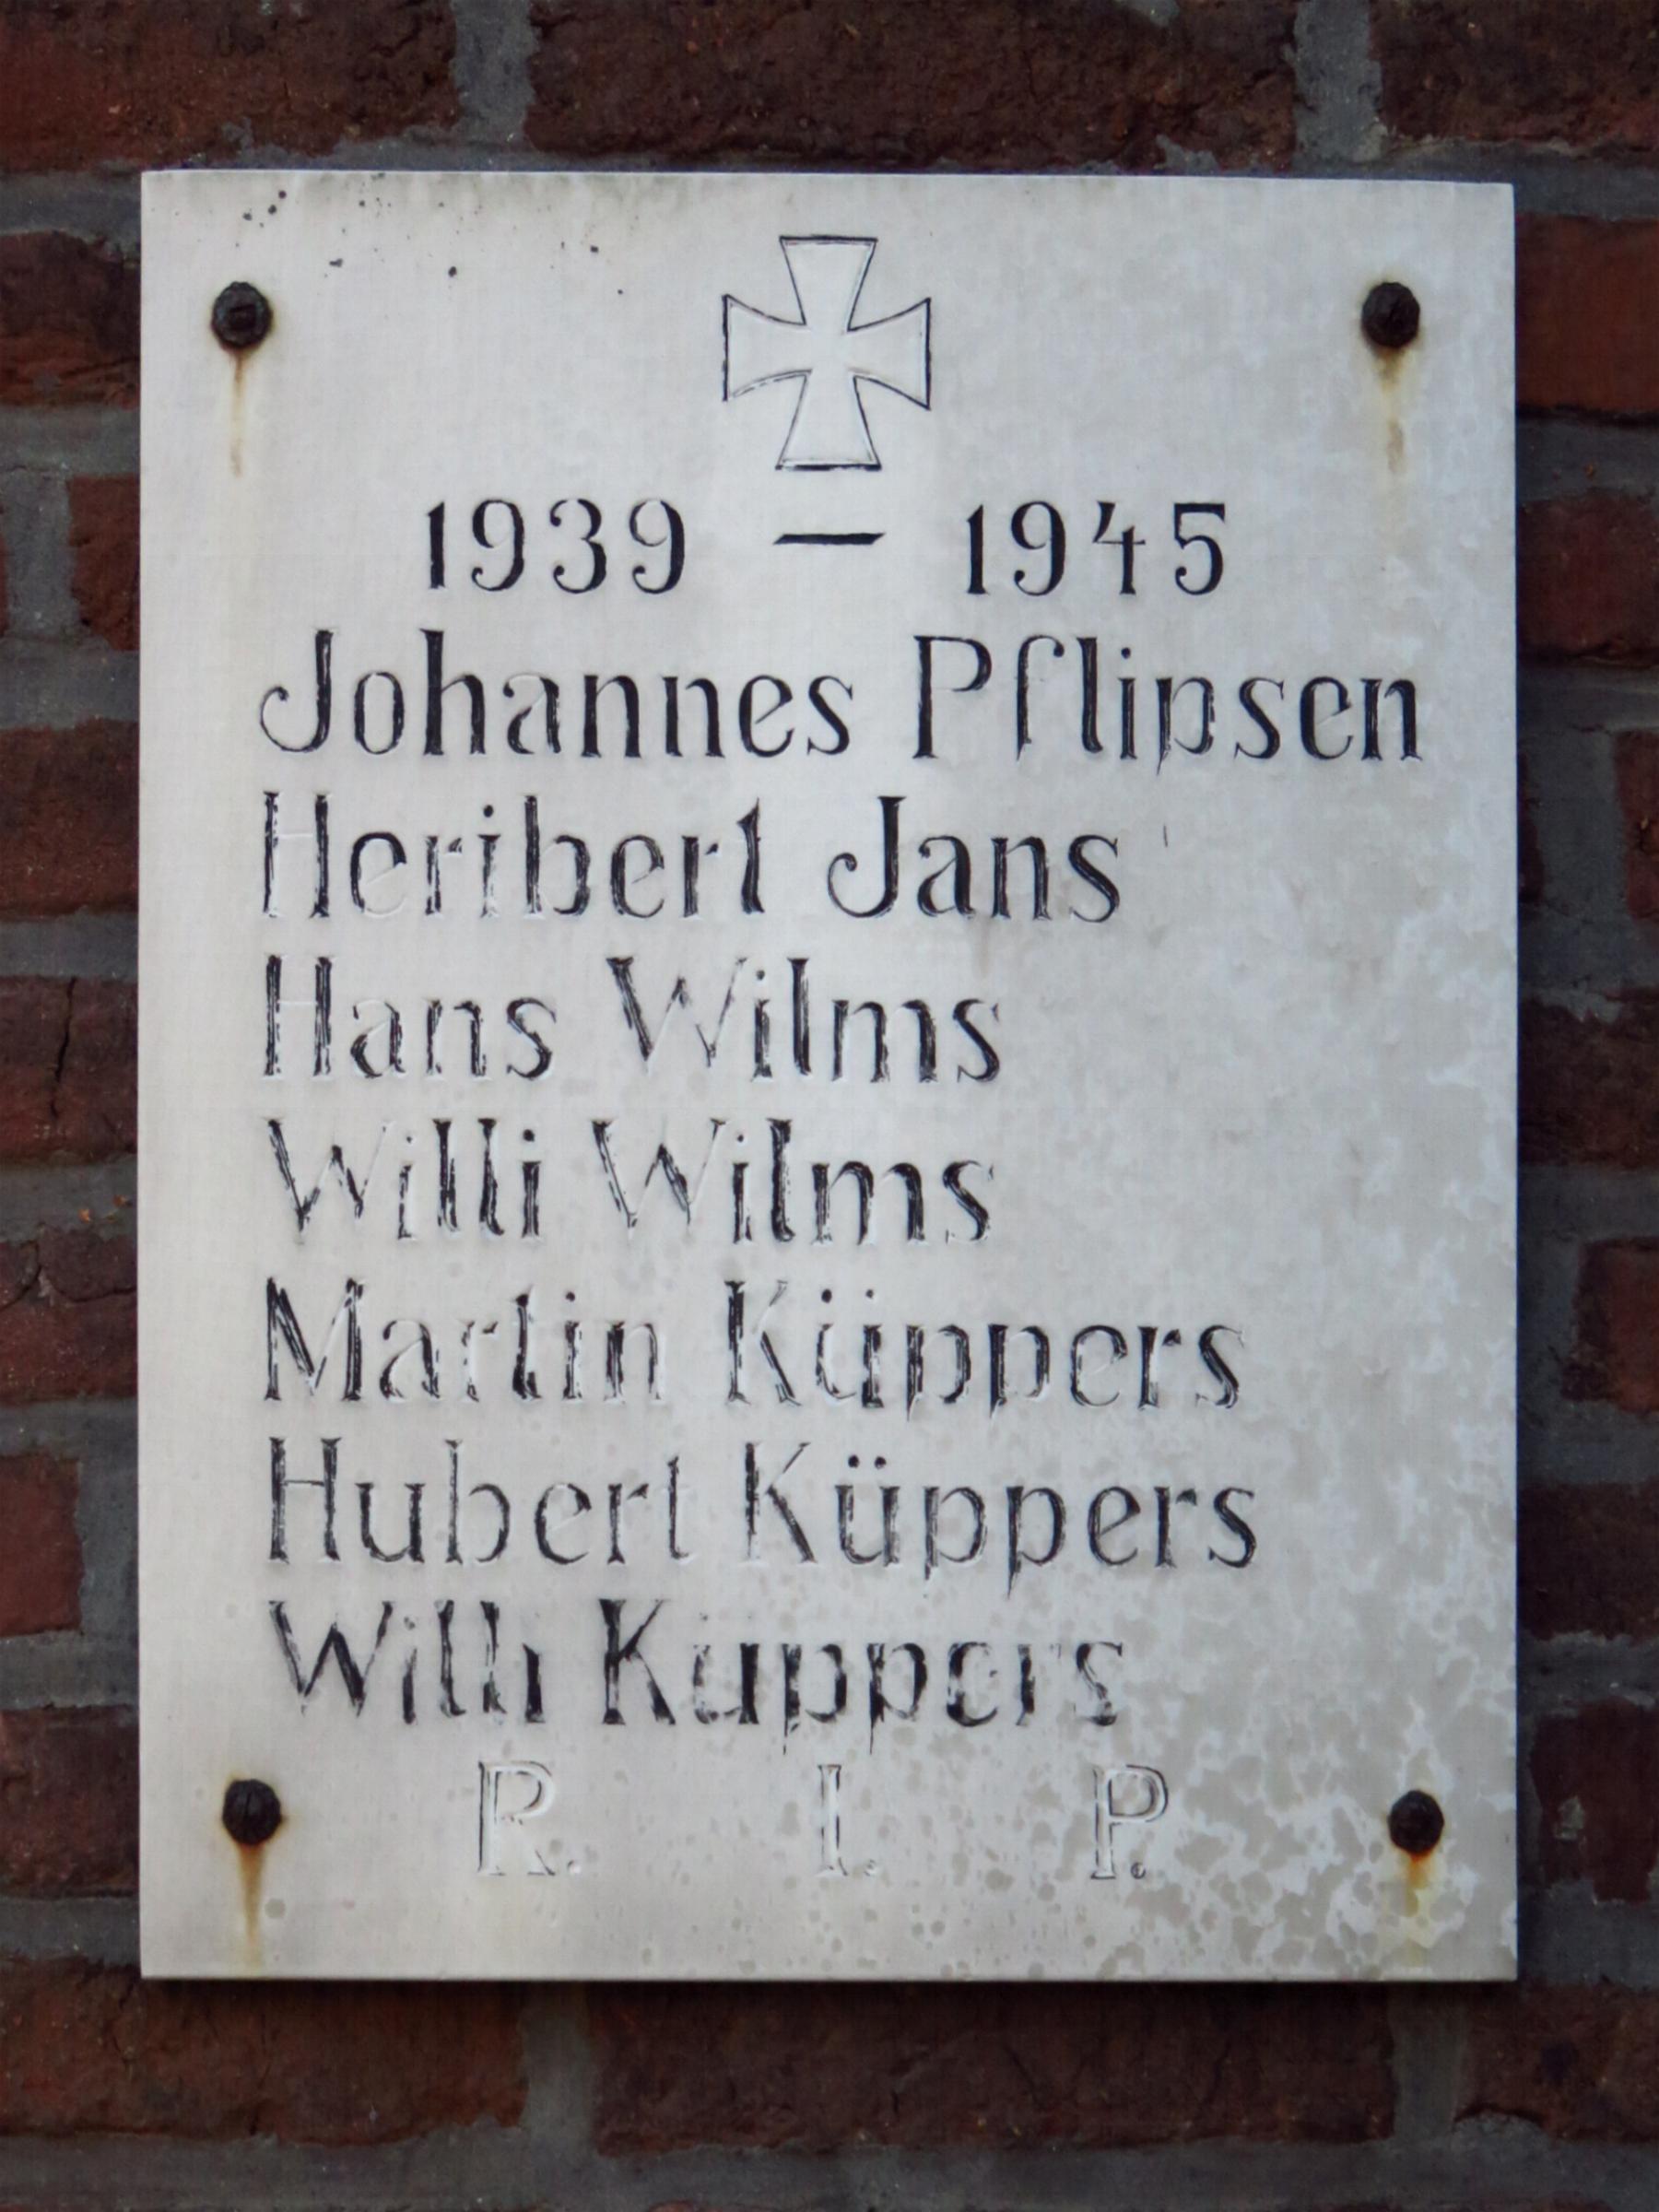 1939 — 1945
Johannes Pflipsen
Heribert Jans
Hans Wilms
Willi Wilms
Martin Küppers
Hubert Küppers
Willi Küppers
R. I. P.